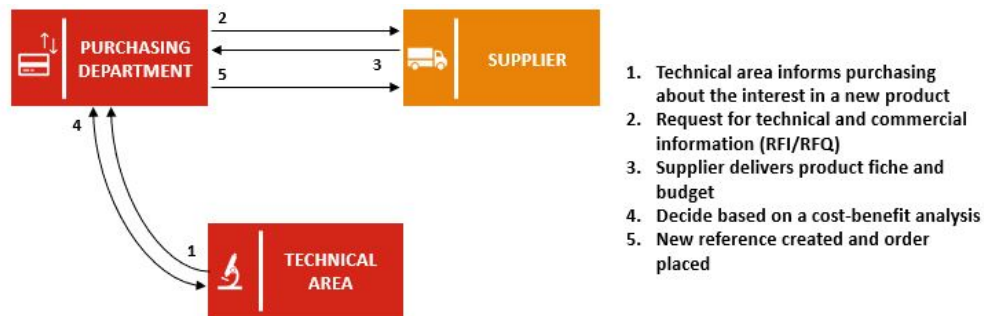 2
PURCHASING
DEPARTMENT
3
SUPPLIER
5
4
1
TECHNICAL
AREA
1. Technical area informs purchasing
about the interest in a new product
2. Request for technical and commercial
information (RFI/RFQ)
3. Supplier delivers product fiche and
budget
4. Decide based on a cost-benefit analysis
5. New reference created and order
placed